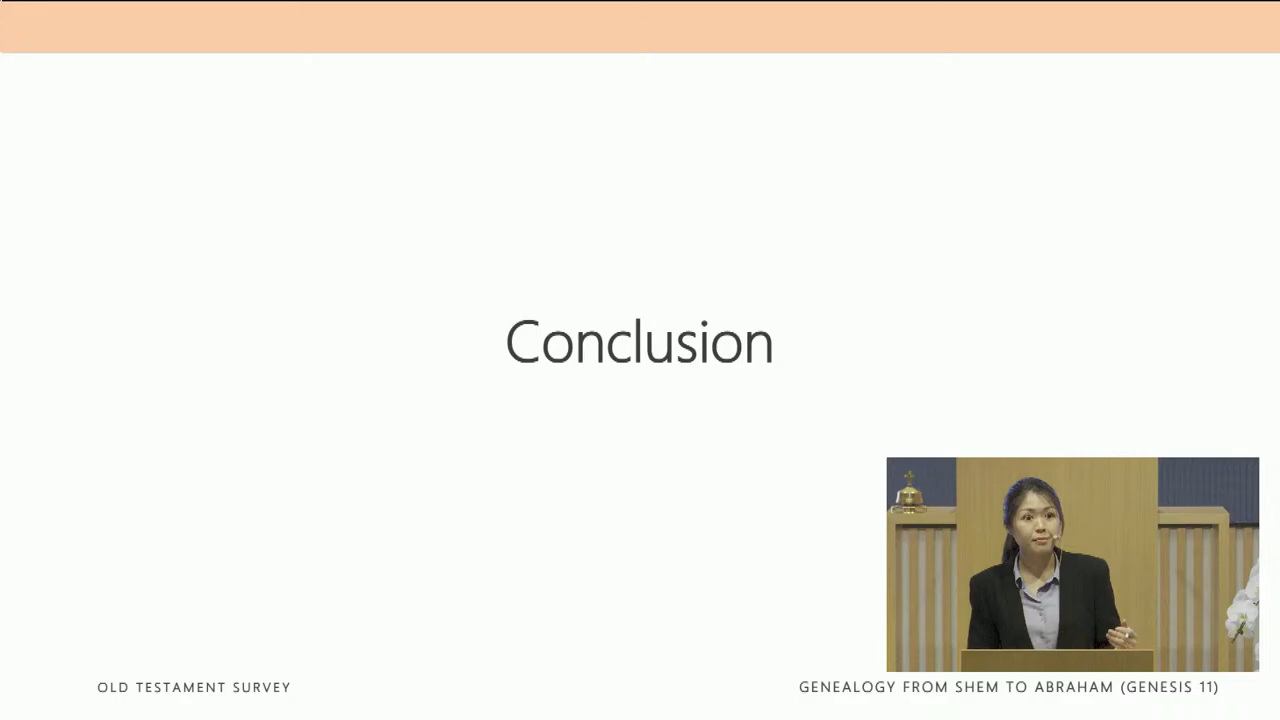 Conclusion
OLD TESTAMENT SURVEY
GENEALOGY FROM SHEM TO ABRAHAM (GENESIS 11)